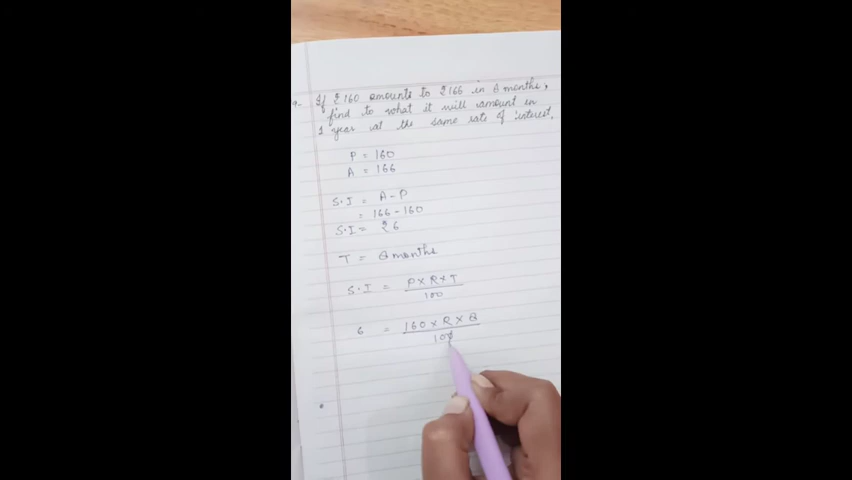 9. If ₹160 amounts to ₹166 in 8 months,
find to what it will amount in
1 year at the same rate of interest.
P = 160
A = 166
S.I = A - P
= 166 - 160
S.I = ₹6
T = 8 months
S.I = P × R × T
100
6 = 160 × R × 8
100